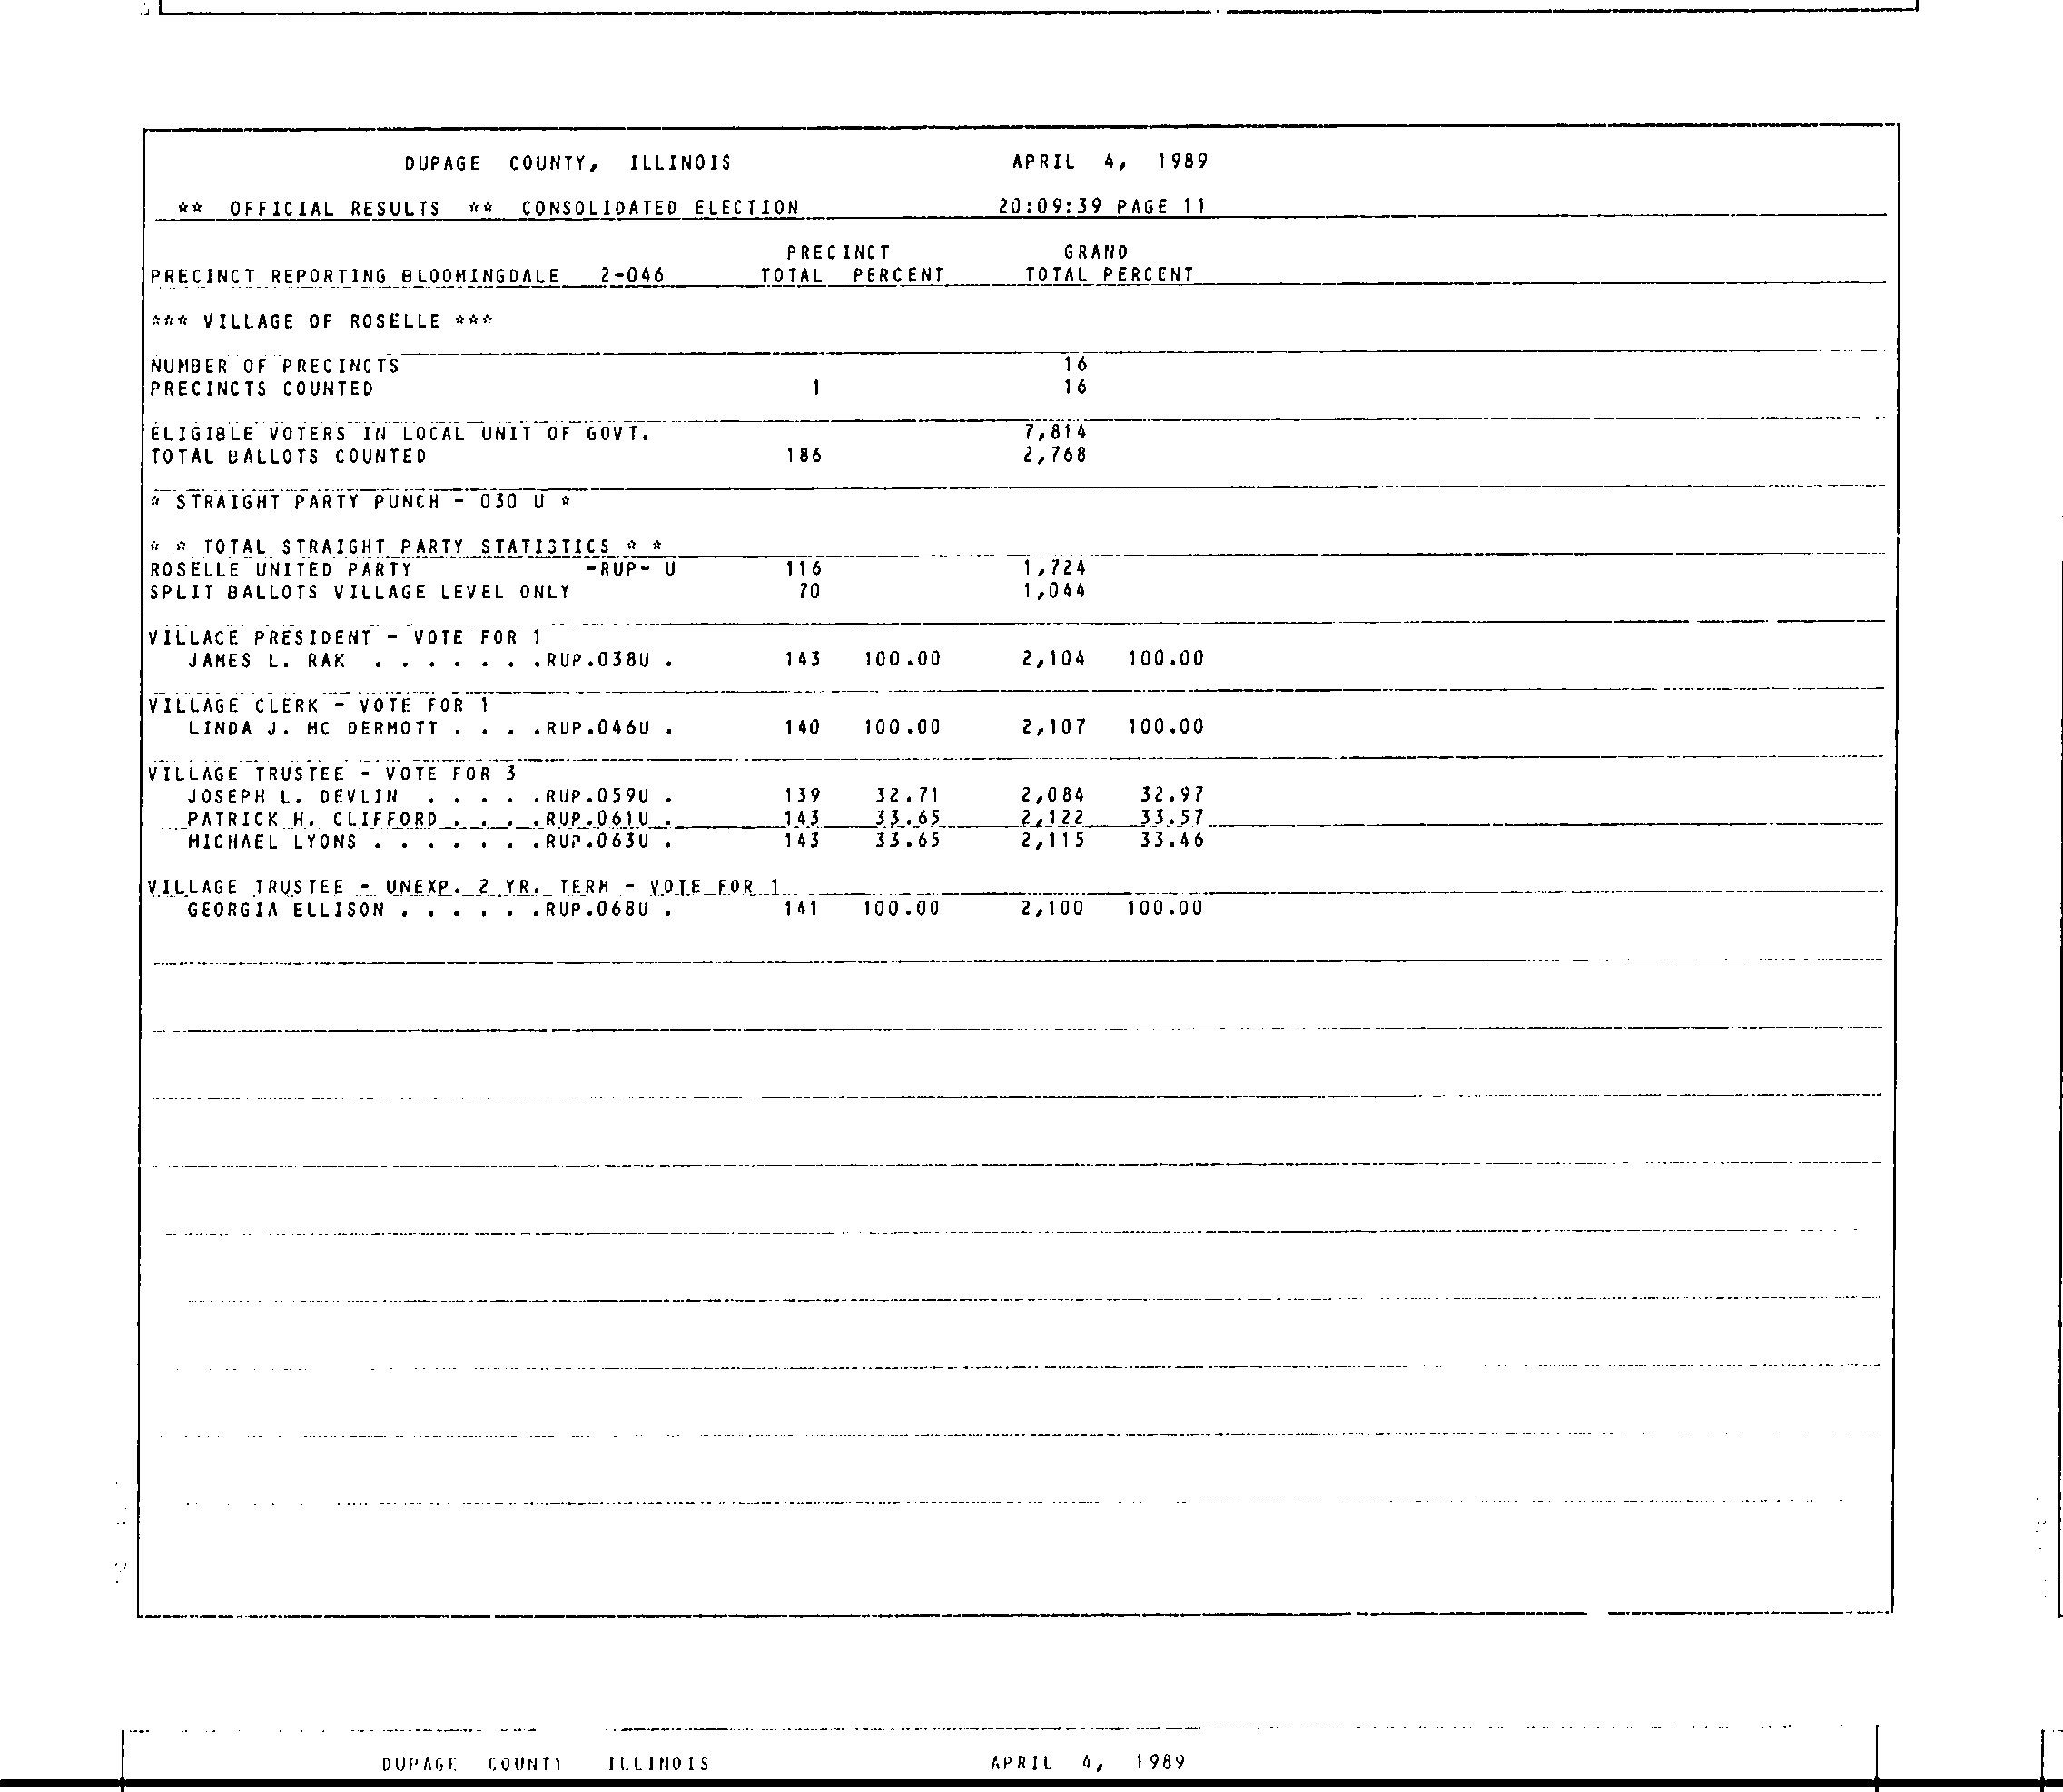 DUPAGE COUNTY, ILLINOIS APRIL 4, 1989
** OFFICIAL RESULTS ** CONSOLIDATED ELECTION 20:09:39 PAGE 11
PRECINCT GRAND
PRECINCT REPORTING BLOOMINGDALE 2-046 TOTAL PERCENT TOTAL PERCENT
*** VILLAGE OF ROSELLE ***
NUMBER OF PRECINCTS 16
PRECINCTS COUNTED 1 16
ELIGIBLE VOTERS IN LOCAL UNIT OF GOVT. 7,814
TOTAL BALLOTS COUNTED 186 2,768
* STRAIGHT PARTY PUNCH - 030 U *
* * TOTAL STRAIGHT PARTY STATISTICS * *
ROSELLE UNITED PARTY -RUP- U 116 1,724
SPLIT BALLOTS VILLAGE LEVEL ONLY 70 1,044
VILLAGE PRESIDENT - VOTE FOR 1
JAMES L. RAK . . . . . . .RUP.038U . 143 100.00 2,104 100.00
VILLAGE CLERK - VOTE FOR 1
LINDA J. MC DERMOTT . . . .RUP.046U . 140 100.00 2,107 100.00
VILLAGE TRUSTEE - VOTE FOR 3
JOSEPH L. DEVLIN . . . . .RUP.059U . 139 32.71 2,084 32.97
PATRICK H. CLIFFORD . . . .RUP.061U . 143 33.65 2,122 33.57
MICHAEL LYONS . . . . . . .RUP.063U . 143 33.65 2,115 33.46
VILLAGE TRUSTEE - UNEXP. 2 YR. TERM - VOTE FOR 1
GEORGIA ELLISON . . . . . .RUP.068U . 141 100.00 2,100 100.00
DUPAGE COUNTY ILLINOIS APRIL 4, 1989